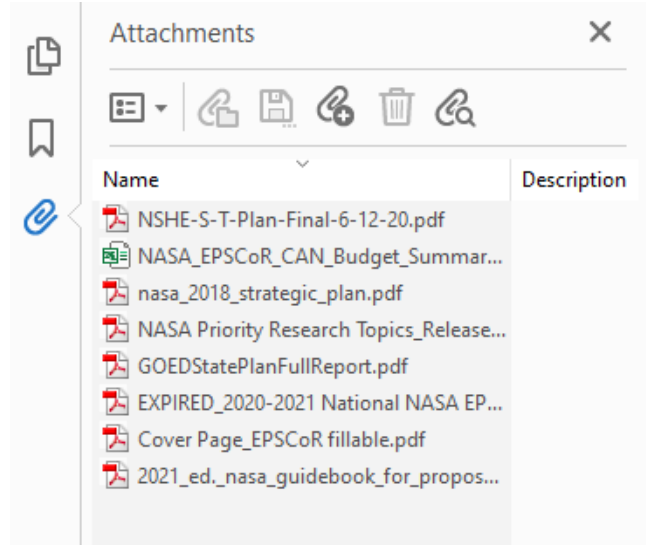 Attachments
Name Description
NSHE-S-T-Plan-Final-6-12-20.pdf
NASA_EPSCoR_CAN_Budget_Summar...
nasa_2018_strategic_plan.pdf
NASA Priority Research Topics_Release...
GOEDStatePlanFullReport.pdf
EXPIRED_2020-2021 National NASA EP...
Cover Page_EPSCoR fillable.pdf
2021_ed._nasa_guidebook_for_propos...